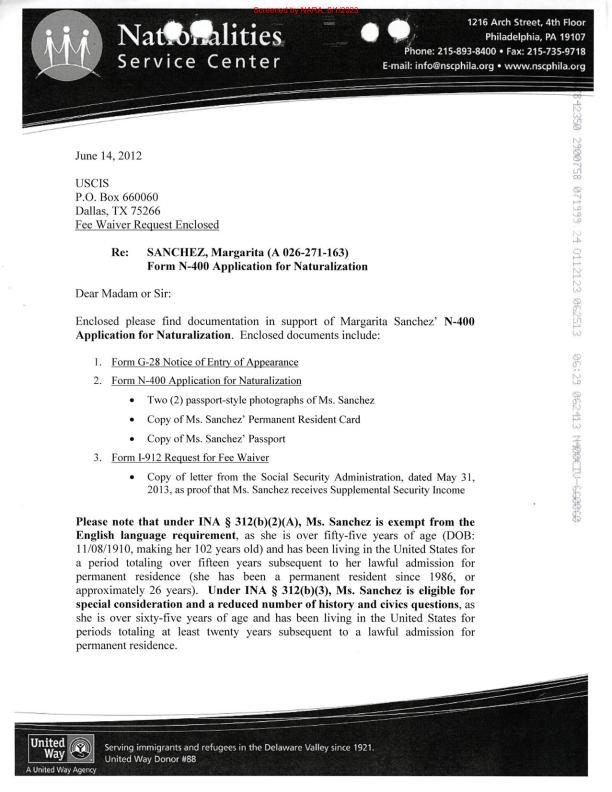 Screened by NARA, 8/1/2023
Nationalities
Service Center
1216 Arch Street, 4th Floor
Philadelphia, PA 19107
Phone: 215-893-8400 • Fax: 215-735-9718
E-mail: info@nscphila.org • www.nscphila.org
June 14, 2012
USCIS
P.O. Box 660060
Dallas, TX 75266
Fee Waiver Request Enclosed
Re: SANCHEZ, Margarita (A 026-271-163)
Form N-400 Application for Naturalization
Dear Madam or Sir:
Enclosed please find documentation in support of Margarita Sanchez’ N-400
Application for Naturalization. Enclosed documents include:
1. Form G-28 Notice of Entry of Appearance
2. Form N-400 Application for Naturalization
• Two (2) passport-style photographs of Ms. Sanchez
• Copy of Ms. Sanchez’ Permanent Resident Card
• Copy of Ms. Sanchez’ Passport
3. Form I-912 Request for Fee Waiver
• Copy of letter from the Social Security Administration, dated May 31,
2013, as proof that Ms. Sanchez receives Supplemental Security Income
Please note that under INA § 312(b)(2)(A), Ms. Sanchez is exempt from the
English language requirement, as she is over fifty-five years of age (DOB:
11/08/1910, making her 102 years old) and has been living in the United States for
a period totaling over fifteen years subsequent to her lawful admission for
permanent residence (she has been a permanent resident since 1986, or
approximately 26 years). Under INA § 312(b)(3), Ms. Sanchez is eligible for
special consideration and a reduced number of history and civics questions, as
she is over sixty-five years of age and has been living in the United States for
periods totaling at least twenty years subsequent to a lawful admission for
permanent residence.
2900758 071999 24 0112123 062513 06:29 062413
United
Way
A United Way Agency
Serving immigrants and refugees in the Delaware Valley since 1921.
United Way Donor #88